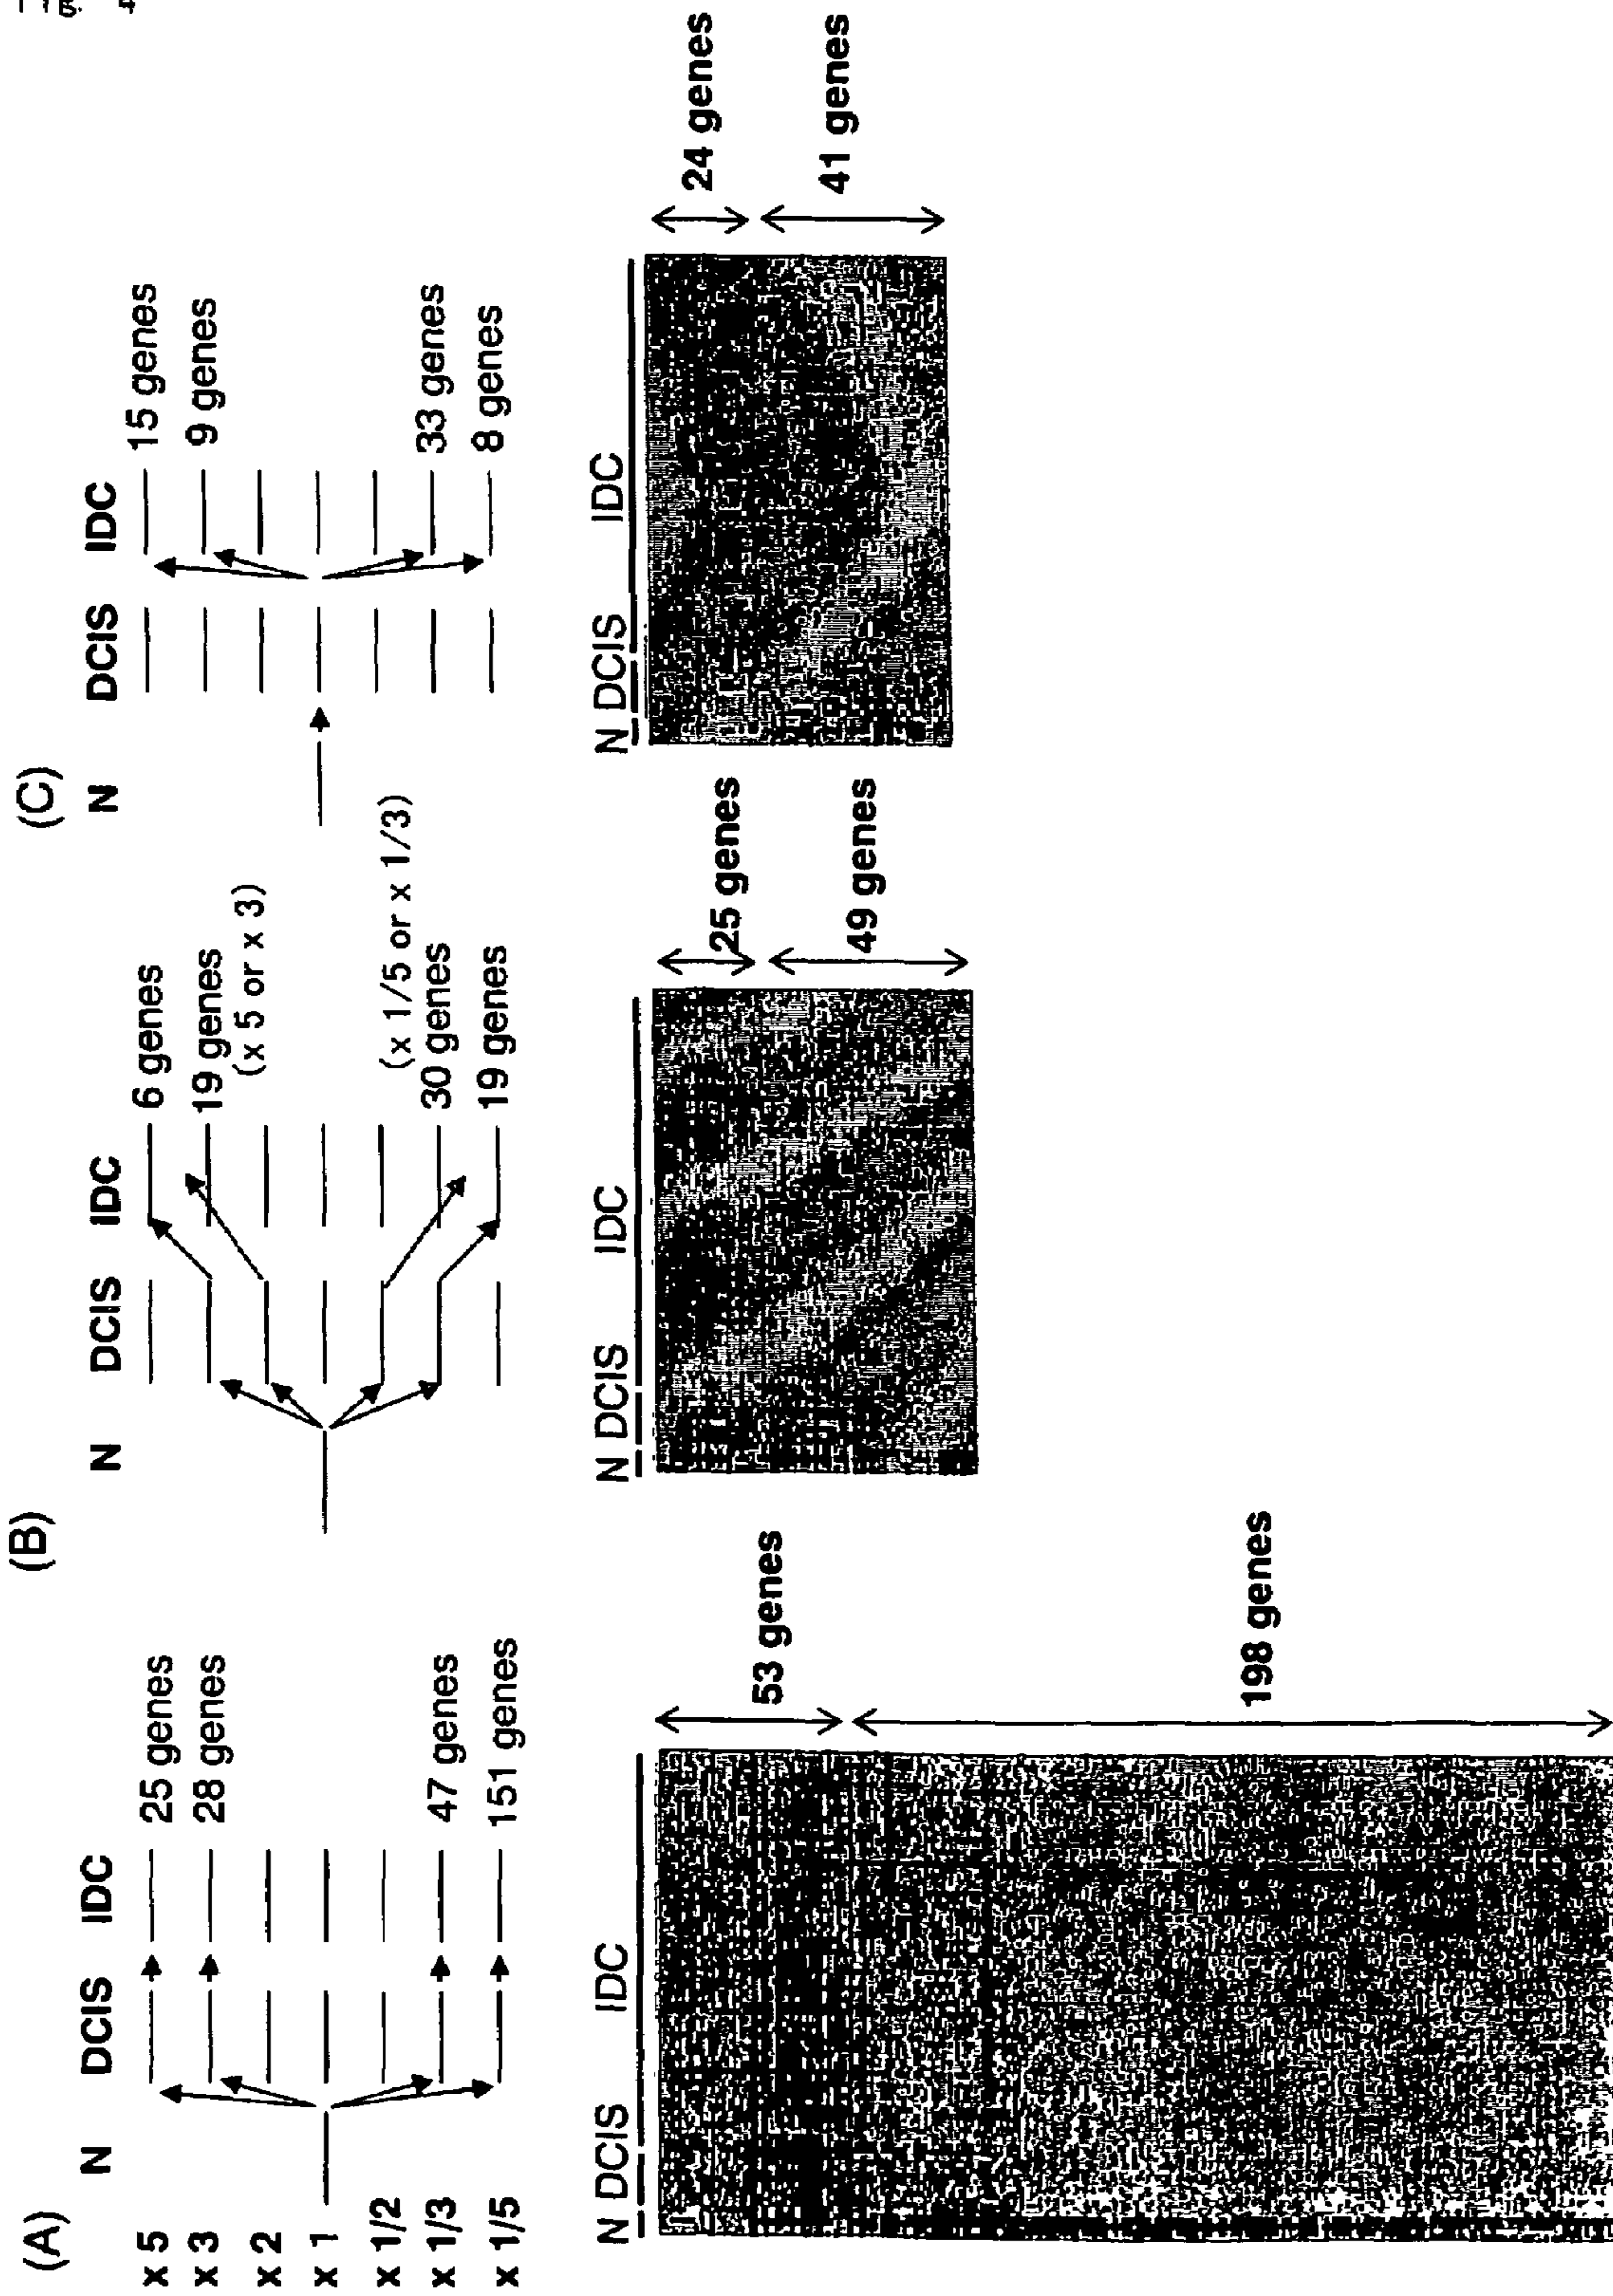 (A)
N DCIS IDC
x 5
x 3
x 2
x 1
x 1/2
x 1/3
x 1/5
25 genes
28 genes
47 genes
151 genes
N DCIS IDC
53 genes
198 genes
(B)
N DCIS IDC
6 genes
19 genes
(x 5 or x 3)
(x 1/5 or x 1/3)
30 genes
19 genes
N DCIS IDC
25 genes
49 genes
(C)
N DCIS IDC
15 genes
9 genes
33 genes
8 genes
N DCIS IDC
24 genes
41 genes